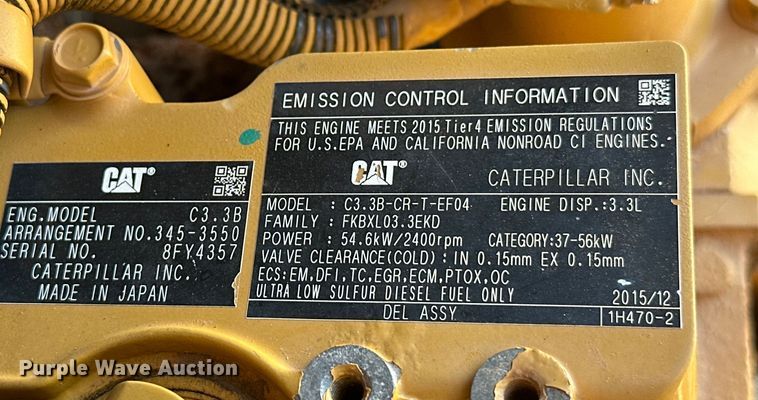 CAT®
ENG.MODEL C3.3B
ARRANGEMENT NO.345-3550
SERIAL NO. 8FY4357
CATERPILLAR INC.
MADE IN JAPAN
EMISSION CONTROL INFORMATION
THIS ENGINE MEETS 2015 Tier4 EMISSION REGULATIONS
FOR U.S.EPA AND CALIFORNIA NONROAD CI ENGINES.
CAT® CATERPILLAR INC.
MODEL : C3.3B-CR-T-EF04 ENGINE DISP.:3.3L
FAMILY : FKBXL03.3EKD
POWER : 54.6kW/2400rpm CATEGORY:37-56kW
VALVE CLEARANCE(COLD): IN 0.15mm EX 0.15mm
ECS:EM,DFI,TC,EGR,ECM,PTOX,OC
ULTRA LOW SULFUR DIESEL FUEL ONLY 2015/12
DEL ASSY 1H470-2
Purple Wave Auction